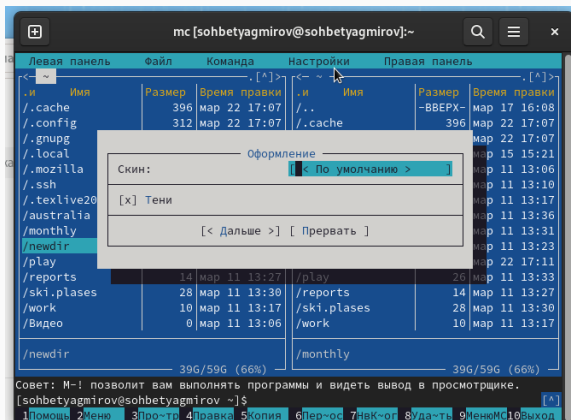 mc [sohbetyagmirov@sohbetyagmirov]:~
Левая панель Файл Команда Настройки Правая панель
<- ~ .[^]> <- ~ .[^]>
.и Имя Размер Время правки .и Имя Размер Время правки
/.cache 396 мар 22 17:07 /.. -ВВЕРХ- мар 17 16:08
/.config 312 мар 22 17:07 /.cache 396 мар 22 17:07
/.gnupg мар 22 17:07
/.local мар 15 15:21
/.mozilla мар 11 13:06
/.ssh мар 11 13:10
/.texlive20 мар 11 13:17
/australia мар 11 13:36
/monthly мар 11 13:31
/newdir мар 11 13:23
/play мар 22 17:11
/reports 14 мар 11 13:27 /play 26 мар 11 13:33
/ski.plases 28 мар 11 13:30 /reports 14 мар 11 13:27
/work 10 мар 11 13:17 /ski.plases 28 мар 11 13:30
/Видео 0 мар 11 13:06 /work 10 мар 11 13:17
Оформление
Скин: [ < По умолчанию > ]
[x] Тени
[< Дальше >] [ Прервать ]
/newdir /monthly
39G/59G (66%) 39G/59G (66%)
Совет: M-! позволит вам выполнять программы и видеть вывод в просмотрщике.
[sohbetyagmirov@sohbetyagmirov ~]$ [^]
1Помощь 2Меню 3Про~тр 4Правка 5Копия 6Пер~ос 7НвК~ог 8Уда~ть 9МенюMC 10Выход